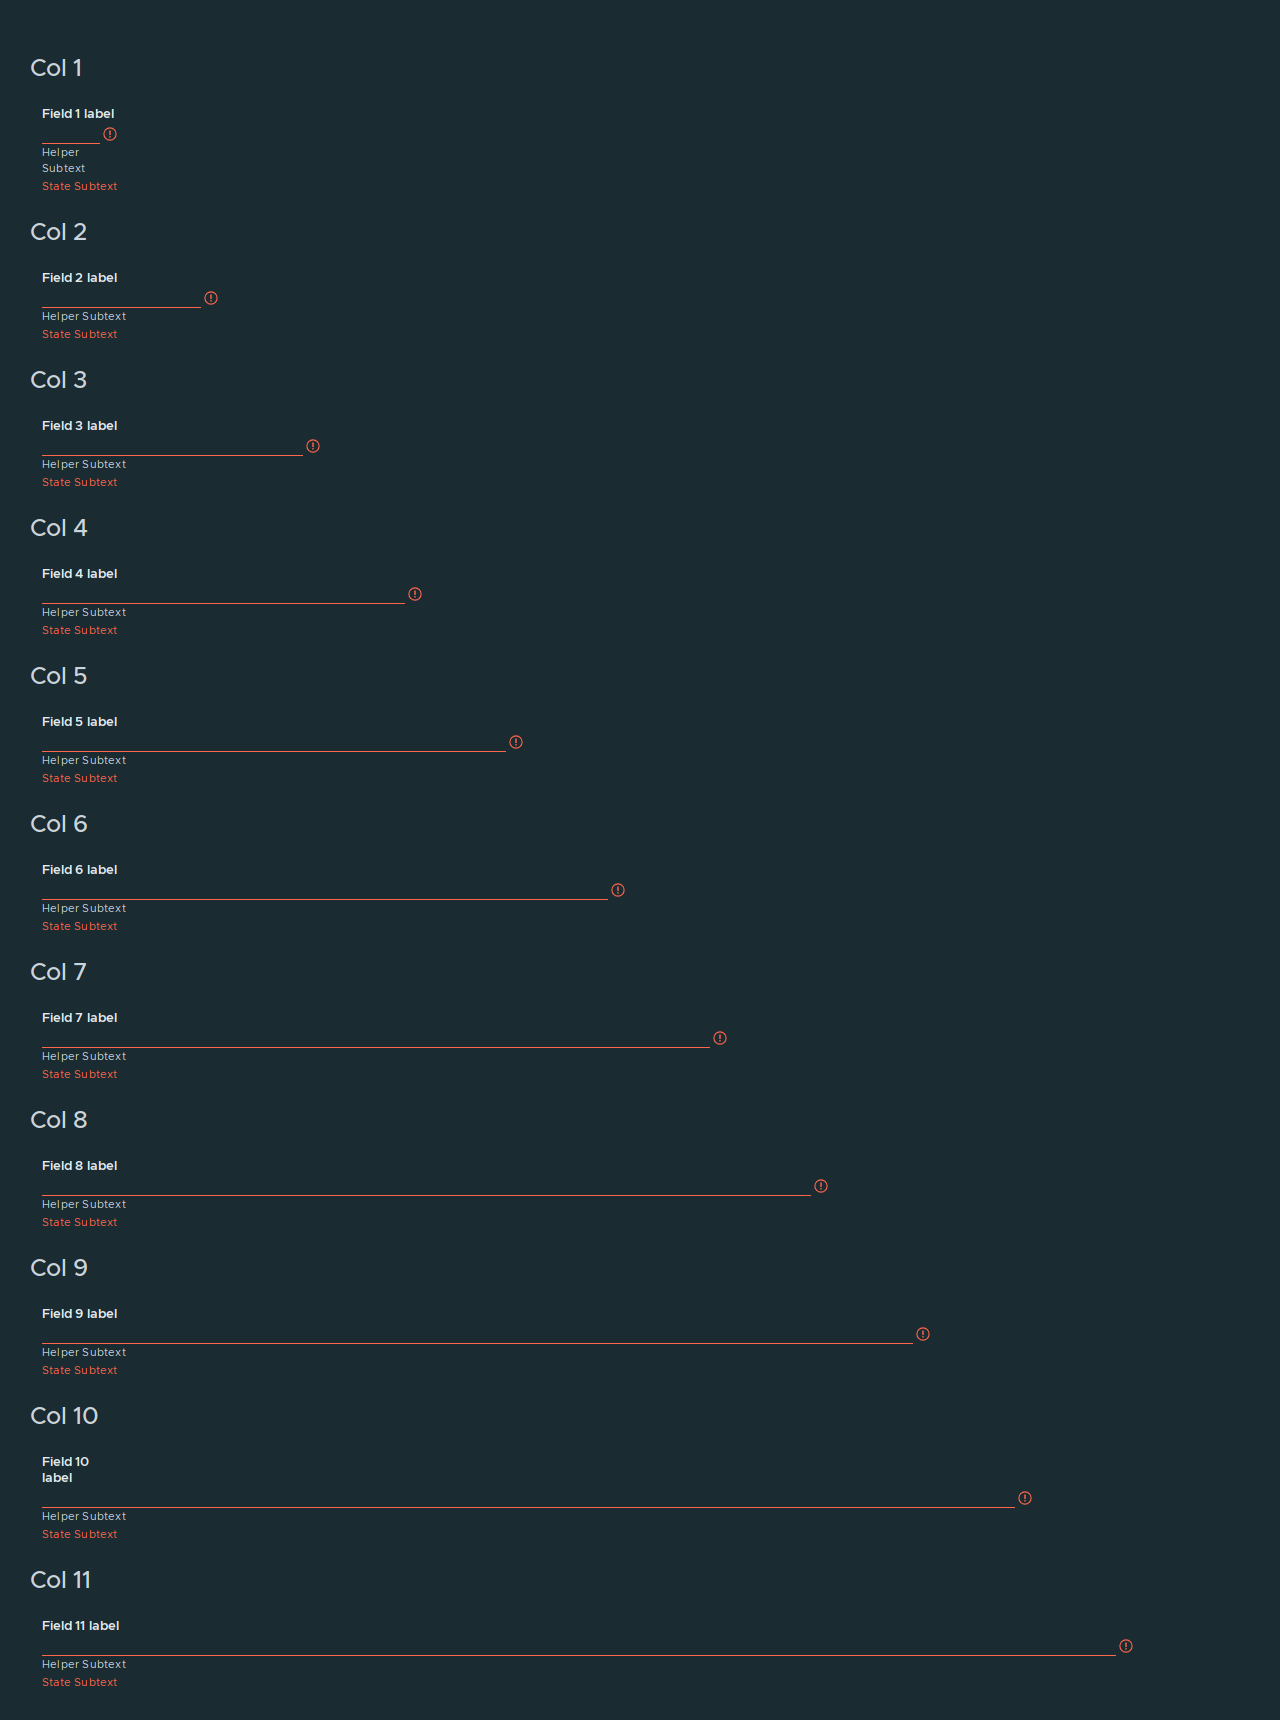 Col 1
Field 1 label
Helper
Subtext
State Subtext
Col 2
Field 2 label
Helper Subtext
State Subtext
Col 3
Field 3 label
Helper Subtext
State Subtext
Col 4
Field 4 label
Helper Subtext
State Subtext
Col 5
Field 5 label
Helper Subtext
State Subtext
Col 6
Field 6 label
Helper Subtext
State Subtext
Col 7
Field 7 label
Helper Subtext
State Subtext
Col 8
Field 8 label
Helper Subtext
State Subtext
Col 9
Field 9 label
Helper Subtext
State Subtext
Col 10
Field 10
label
Helper Subtext
State Subtext
Col 11
Field 11 label
Helper Subtext
State Subtext